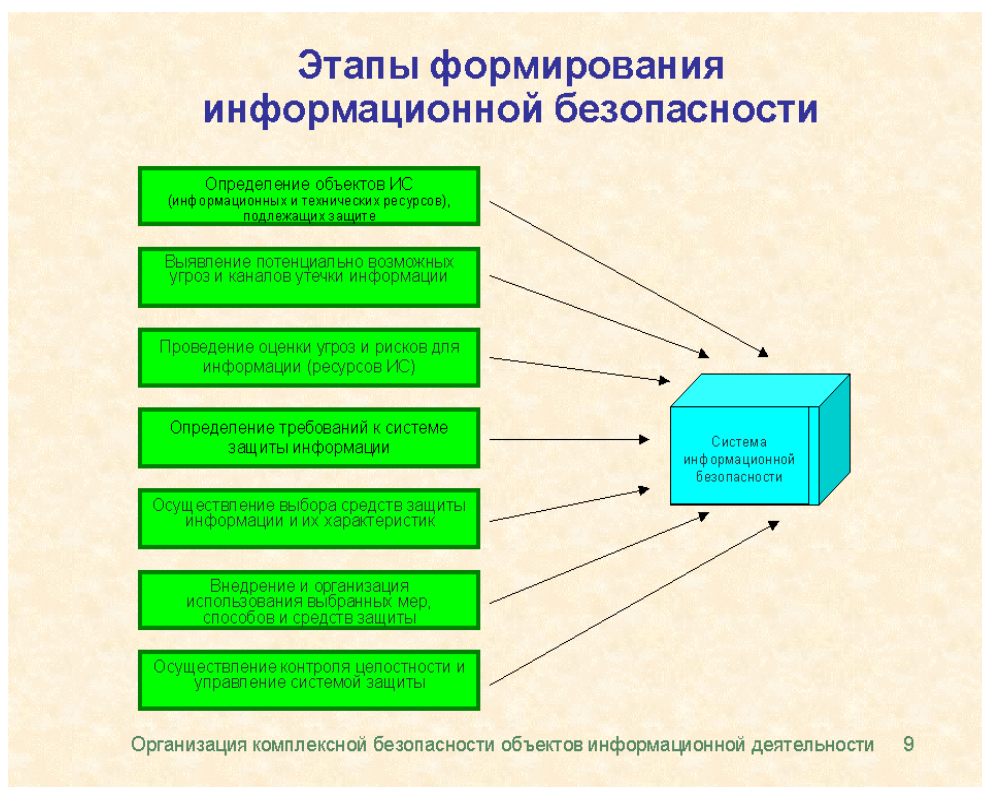 Этапы формирования
информационной безопасности
Определение объектов ИС
(информационных и технических ресурсов),
подлежащих защите
Выявление потенциально возможных
угроз и каналов утечки информации
Проведение оценки угроз и рисков для
информации (ресурсов ИС)
Определение требований к системе
защиты информации
Осуществление выбора средств защиты
информации и их характеристик
Внедрение и организация
использования выбранных мер,
способов и средств защиты
Осуществление контроля целостности и
управление системой защиты
Система
информационной
безопасности
Организация комплексной безопасности объектов информационной деятельности 9